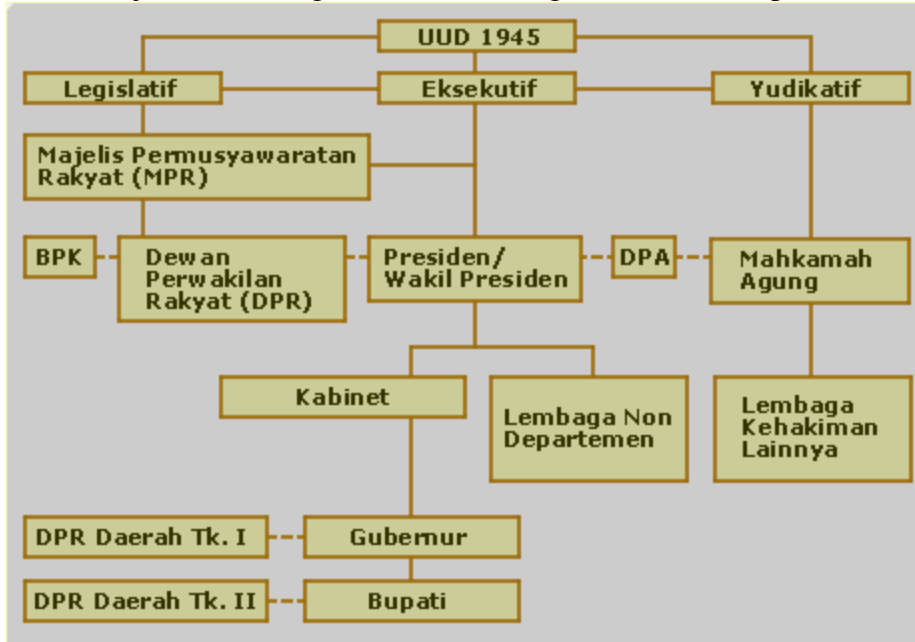 UUD 1945
Legislatif
Eksekutif
Yudikatif
Majelis Permusyawaratan
Rakyat (MPR)
BPK
Dewan
Perwakilan
Rakyat (DPR)
Presiden/
Wakil Presiden
DPA
Mahkamah
Agung
Kabinet
Lembaga Non
Departemen
Lembaga
Kehakiman
Lainnya
DPR Daerah Tk. I
Gubernur
DPR Daerah Tk. II
Bupati